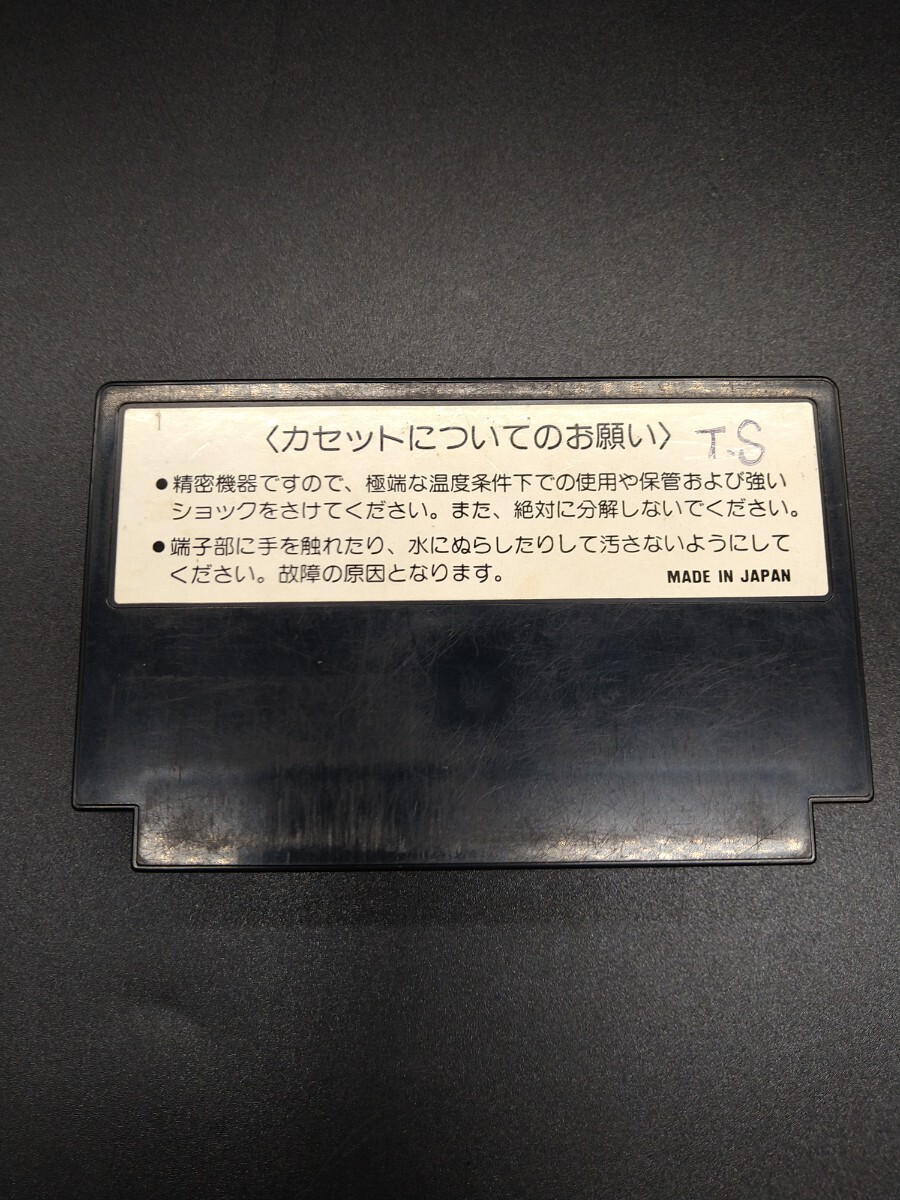 1
〈カセットについてのお願い〉 T.S
●精密機器ですので、極端な温度条件下での使用や保管および強い
ショックをさけてください。また、絶対に分解しないでください。
●端子部に手を触れたり、水にぬらしたりして汚さないようにして
ください。故障の原因となります。 MADE IN JAPAN